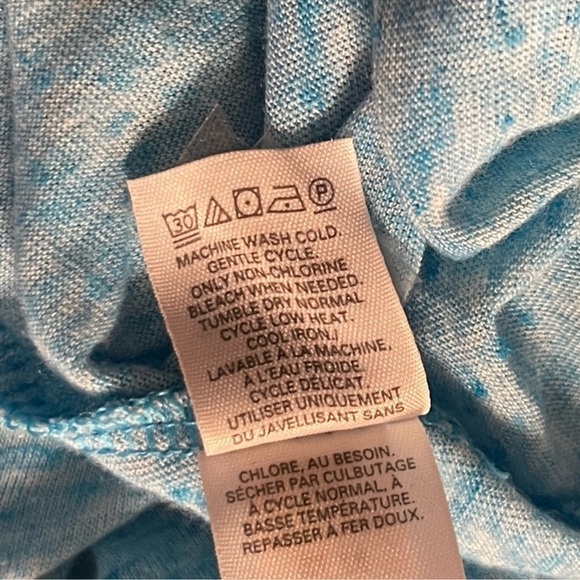 30 P
MACHINE WASH COLD.
GENTLE CYCLE.
ONLY NON-CHLORINE
BLEACH WHEN NEEDED.
TUMBLE DRY NORMAL
CYCLE LOW HEAT.
COOL IRON.
LAVABLE À LA MACHINE,
À L'EAU FROIDE.
CYCLE DELICAT.
UTILISER UNIQUEMENT
DU JAVELLISANT SANS
CHLORE, AU BESOIN.
SÉCHER PAR CULBUTAGE
À CYCLE NORMAL, À
BASSE TEMPÉRATURE.
REPASSER À FER DOUX.